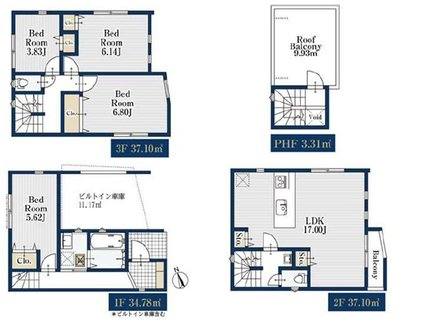 Bed
Room
3.83J
Bed
Room
6.14J
Clo.
Bed
Room
6.80J
Clo.
3F 37.10㎡
Roof
Balcony
9.93㎡
Void
PHF 3.31㎡
Bed
Room
5.62J
Clo.
ビルトイン車庫
11.17㎡
1F 34.78㎡
＊ビルトイン車庫含む
LDK
17.00J
Sto.
Sto.
Balcony
2F 37.10㎡